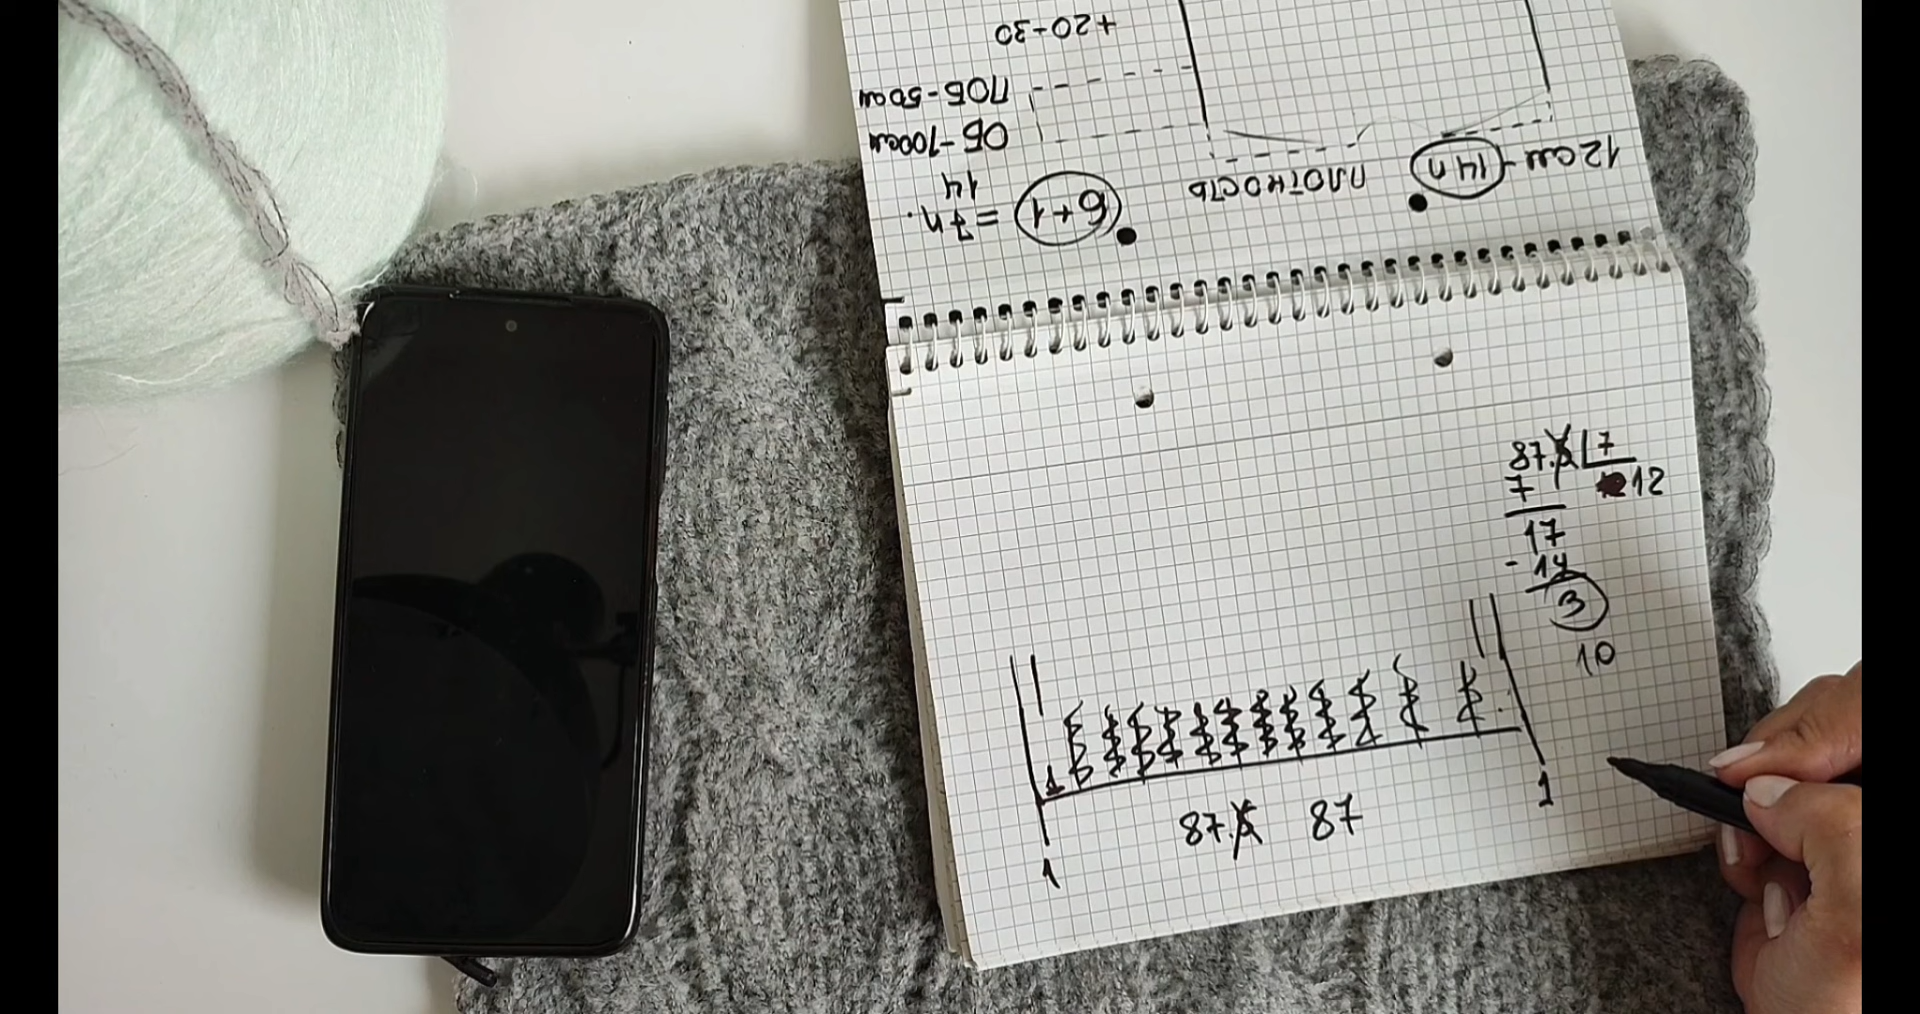 12см-14п
плотность
6+1 =7п.
14
ОБ-100см
ПОБ-50см
+20-30
87. 7
7 12
17
- 14
3
10
1
87. 87
1
1